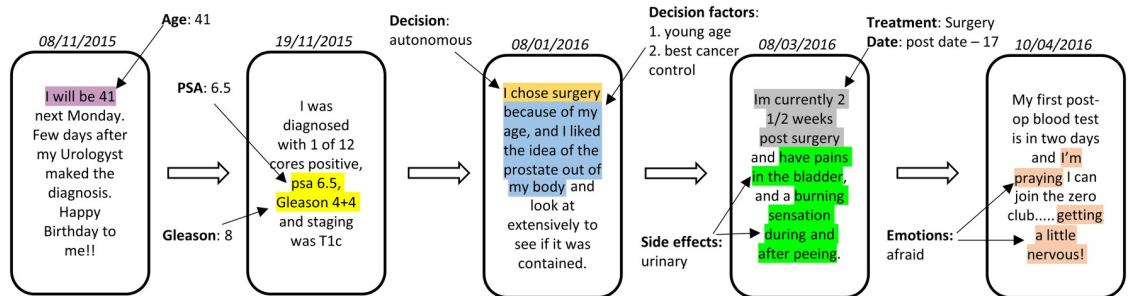 Age: 41
08/11/2015
I will be 41
next Monday.
Few days after
my Urologyst
made the
diagnosis.
Happy
Birthday to
me!!
PSA: 6.5
Gleason: 8
19/11/2015
I was
diagnosed
with 1 of 12
cores positive,
psa 6.5,
Gleason 4+4
and staging
was T1c
Decision:
autonomous
08/01/2016
I chose surgery
because of my
age, and I liked
the idea of the
prostate out of
my body and
look at
extensively to
see if it was
contained.
Decision factors:
1. young age
2. best cancer
control
Side effects:
urinary
Treatment: Surgery
Date: post date – 17
08/03/2016
Im currently 2
1/2 weeks
post surgery
and have pains
in the bladder,
and a burning
sensation
during and
after peeing.
Emotions:
afraid
10/04/2016
My first post-
op blood test
is in two days
and I'm
praying I can
join the zero
club..... getting
a little
nervous!